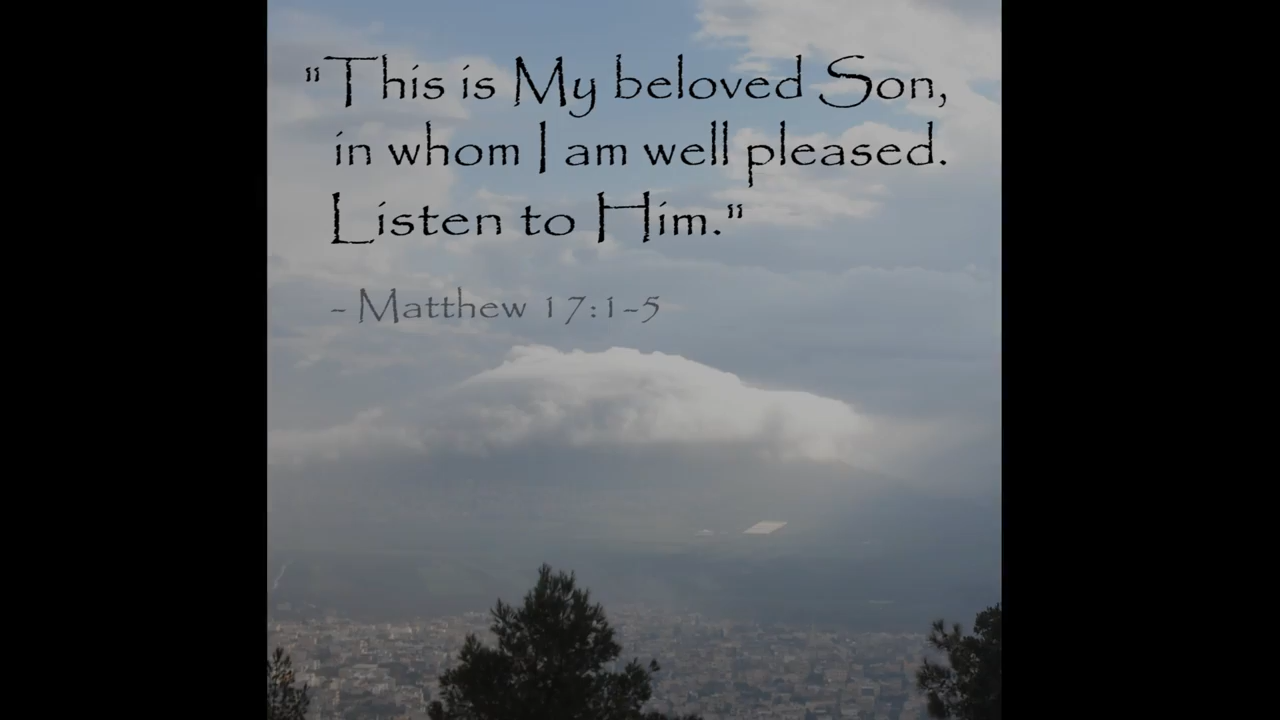 "This is My beloved Son,
in whom I am well pleased.
Listen to Him."
- Matthew 17:1-5